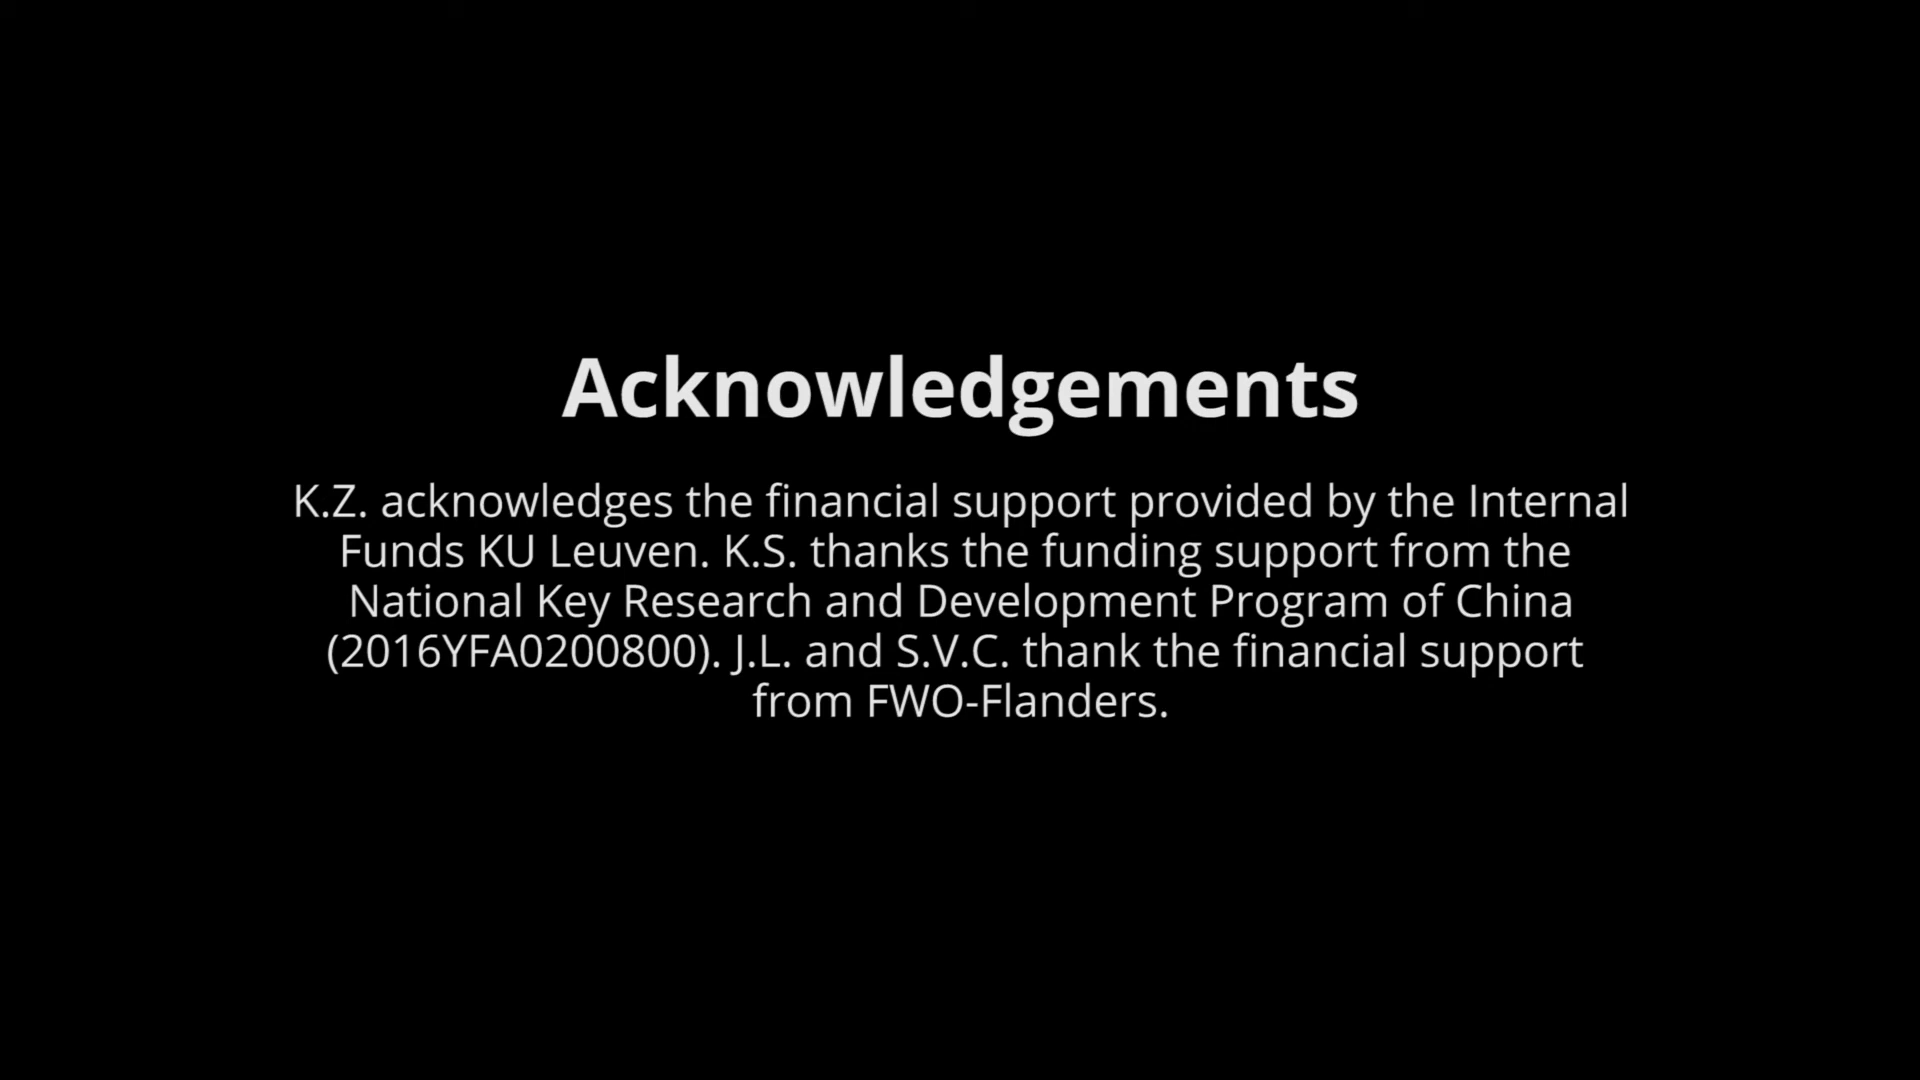 Acknowledgements
K.Z. acknowledges the financial support provided by the Internal
Funds KU Leuven. K.S. thanks the funding support from the
National Key Research and Development Program of China
(2016YFA0200800). J.L. and S.V.C. thank the financial support
from FWO-Flanders.